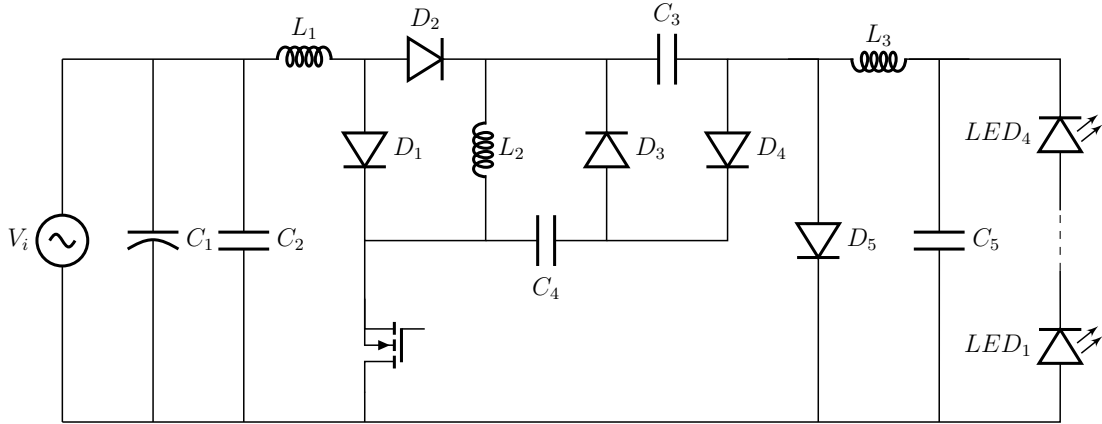 D₂
C₃
L₁
L₃
LED₄
D₁
L₂
D₃
D₄
Vᵢ
C₁
C₂
D₅
C₅
C₄
LED₁